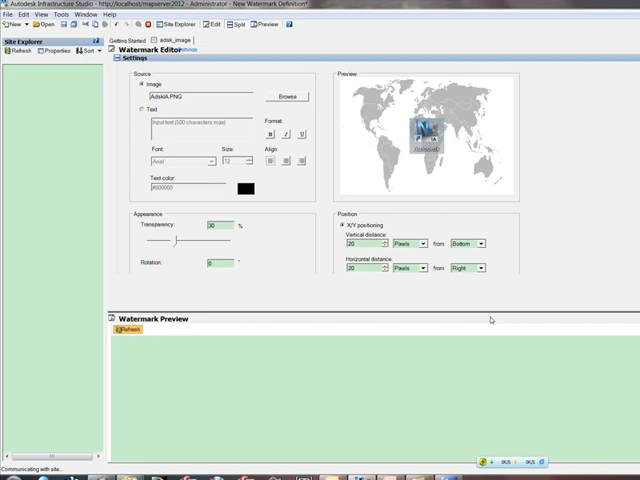 Autodesk Infrastructure Studio - http://localhost/mapserver2012 - Administrator - New Watermark Definition*
File Edit View Tools Window Help
New Open Site Explorer Edit Split Preview
Site Explorer
Refresh Properties Sort
Getting Started adsk_image
Watermark Editor Settings
Settings
Source
Image
AdskIA.PNG
Browse
Text
Input text (500 characters max)
Format:
B I U
Font:
Size:
Align:
Arial
12
Text color:
#000000
Preview
IA
Appearance
Transparency:
30 %
Rotation:
0 °
Position
X/Y positioning
Vertical distance:
20 Pixels from Bottom
Horizontal distance:
20 Pixels from Right
Watermark Preview
Refresh
0K/S 0K/S
Communicating with site...